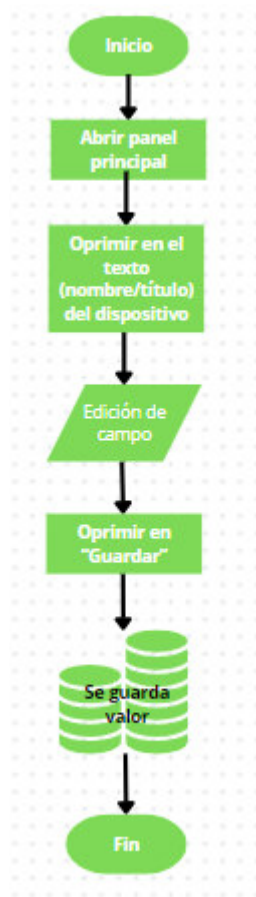 Inicio
Abrir panel
principal
Oprimir en el
texto
(nombre/título)
del dispositivo
Edición de
campo
Oprimir en
"Guardar"
Se guarda
valor
Fin